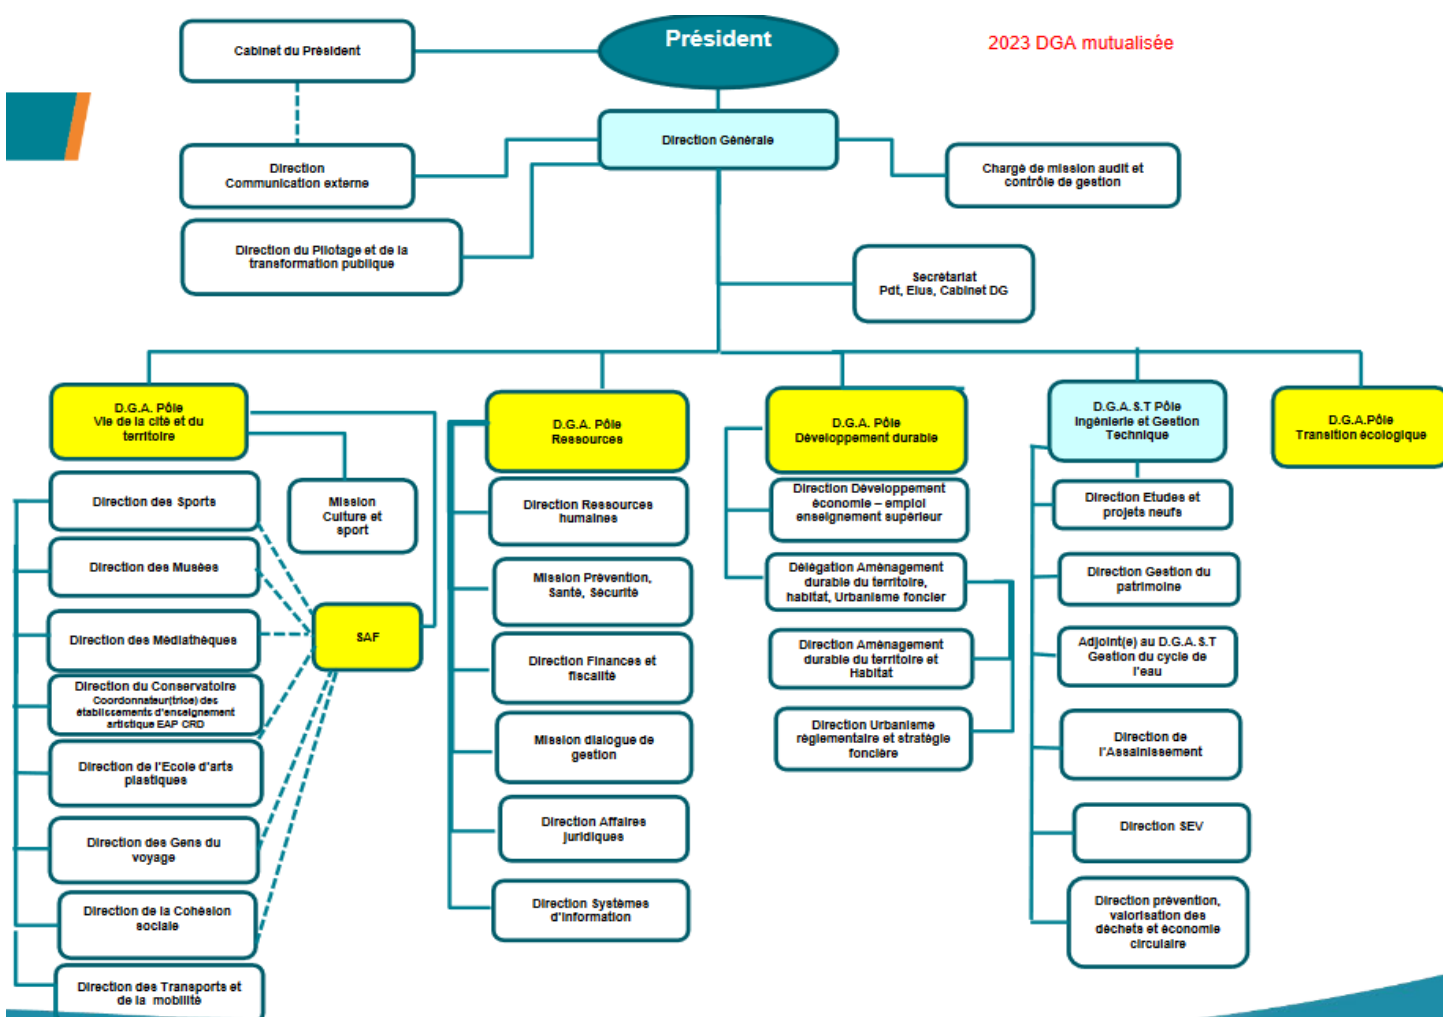 Président
2023 DGA mutualisée
Cabinet du Président
Direction Générale
Direction
Communication externe
Chargé de mission audit et
contrôle de gestion
Direction du Pilotage et de la
transformation publique
Secrétariat
Pdt, Elus, Cabinet DG
D.G.A. Pôle
Vie de la cité et du
territoire
D.G.A. Pôle
Ressources
D.G.A. Pôle
Développement durable
D.G.A.S.T Pôle
Ingénierie et Gestion
Technique
D.G.A.Pôle
Transition écologique
Direction des Sports
Direction des Musées
Direction des Médiathèques
Direction du Conservatoire
Coordonnateur(trice) des
établissements d'enseignement
artistique EAP CRD
Direction de l'Ecole d'arts
plastiques
Direction des Gens du
voyage
Direction de la Cohésion
sociale
Direction des Transports et
de la mobilité
Mission
Culture et
sport
SAF
Direction Ressources
humaines
Mission Prévention,
Santé, Sécurité
Direction Finances et
fiscalité
Mission dialogue de
gestion
Direction Affaires
juridiques
Direction Systèmes
d'information
Direction Développement
économie – emploi
enseignement supérieur
Délégation Aménagement
durable du territoire,
habitat, Urbanisme foncier
Direction Aménagement
durable du territoire et
Habitat
Direction Urbanisme
règlementaire et stratégie
foncière
Direction Etudes et
projets neufs
Direction Gestion du
patrimoine
Adjoint(e) au D.G.A.S.T
Gestion du cycle de
l'eau
Direction de
l'Assainissement
Direction SEV
Direction prévention,
valorisation des
déchets et économie
circulaire